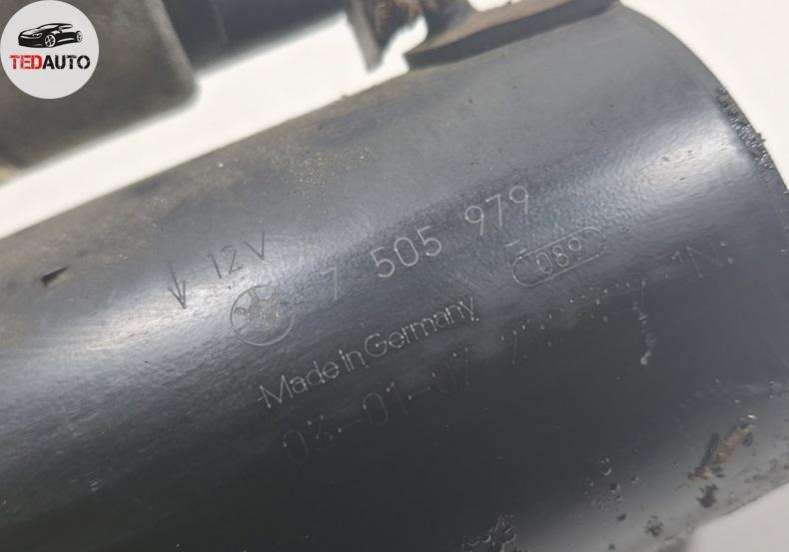 TEDAUTO
12V
7 505 979
089
Made in Germany